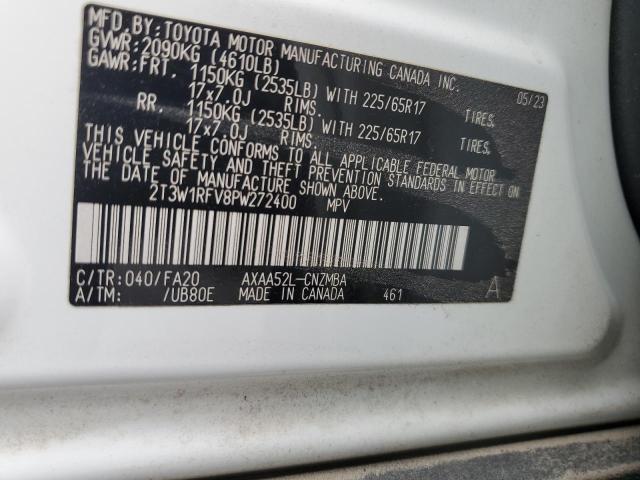 MFD. BY: TOYOTA MOTOR MANUFACTURING CANADA INC. 05/23
GVWR: 2090KG (4610LB)
GAWR: FRT. 1150KG (2535LB) WITH 225/65R17 TIRES.
17x7.0J RIMS.
RR. 1150KG (2535LB) WITH 225/65R17 TIRES.
17x7.0J RIMS.
THIS VEHICLE CONFORMS TO ALL APPLICABLE FEDERAL MOTOR
VEHICLE SAFETY AND THEFT PREVENTION STANDARDS IN EFFECT ON
THE DATE OF MANUFACTURE SHOWN ABOVE.
2T3W1RFV8PW272400 MPV
C/TR: 040/FA20 AXAA52L-CNZMBA A
A/TM: /UB80E MADE IN CANADA 461